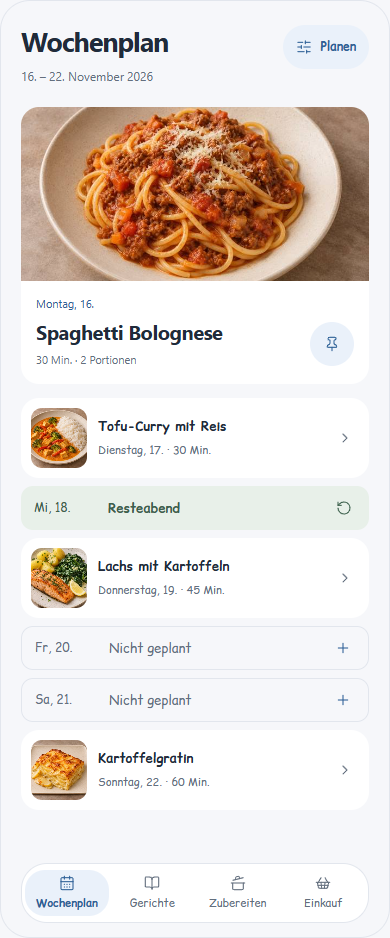 Wochenplan
Planen
16. – 22. November 2026
Montag, 16.
Spaghetti Bolognese
30 Min. · 2 Portionen
Tofu-Curry mit Reis
Dienstag, 17. · 30 Min.
Mi, 18.
Resteabend
Lachs mit Kartoffeln
Donnerstag, 19. · 45 Min.
Fr, 20.
Nicht geplant
Sa, 21.
Nicht geplant
Kartoffelgratin
Sonntag, 22. · 60 Min.
Wochenplan
Gerichte
Zubereiten
Einkauf